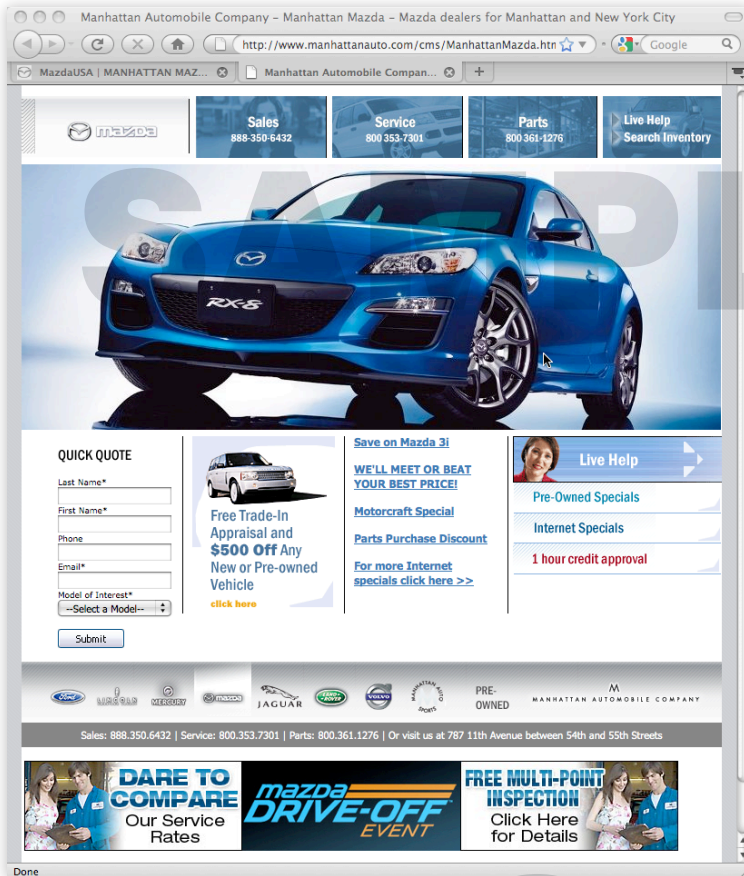 Manhattan Automobile Company – Manhattan Mazda – Mazda dealers for Manhattan and New York City
http://www.manhattanauto.com/cms/ManhattanMazda.htm
Google
MazdaUSA | MANHATTAN MAZ...
Manhattan Automobile Compan...
mazda
Sales
888-350-6432
Service
800 353-7301
Parts
800 361-1276
Live Help
Search Inventory
SAMPL
RX-8
QUICK QUOTE
Last Name*
First Name*
Phone
Email*
Model of Interest*
--Select a Model--
Submit
Free Trade-In
Appraisal and
$500 Off Any
New or Pre-owned
Vehicle
click here
Save on Mazda 3i
WE'LL MEET OR BEAT
YOUR BEST PRICE!
Motorcraft Special
Parts Purchase Discount
For more Internet
specials click here >>
Live Help
Pre-Owned Specials
Internet Specials
1 hour credit approval
Ford
LINCOLN
MERCURY
mazda
JAGUAR
LAND ROVER
VOLVO
MANHATTAN AUTO SPORTS
PRE-
OWNED
MANHATTAN AUTOMOBILE COMPANY
Sales: 888.350.6432 | Service: 800.353.7301 | Parts: 800.361.1276 | Or visit us at 787 11th Avenue between 54th and 55th Streets
DARE TO
COMPARE
Our Service
Rates
mazda
DRIVE-OFF
EVENT
FREE MULTI-POINT
INSPECTION
Click Here
for Details
Done